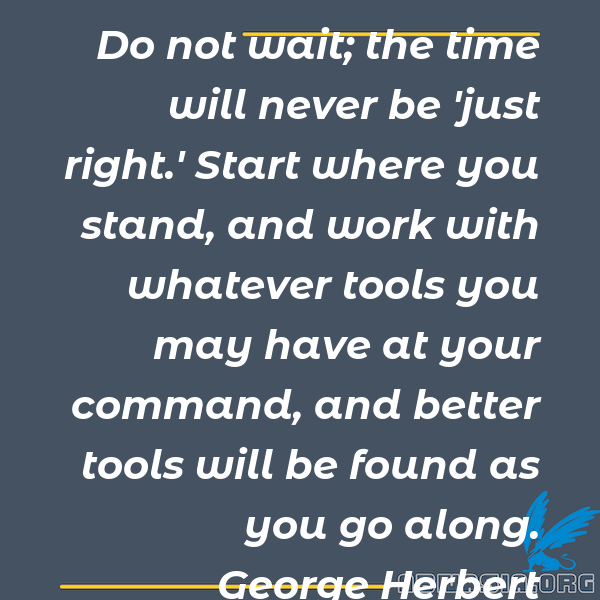 Do not wait; the time
will never be 'just
right.' Start where you
stand, and work with
whatever tools you
may have at your
command, and better
tools will be found as
you go along.
George Herbert